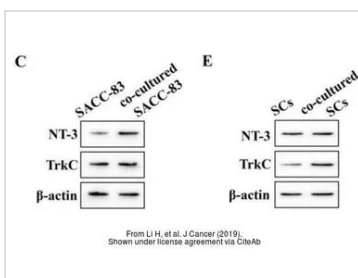 C
SACC-83
co-cultured
SACC-83
NT-3
TrkC
β-actin
E
SCs
co-cultured
SCs
NT-3
TrkC
β-actin
From Li H, et al. J Cancer (2019).
Shown under license agreement via CiteAb